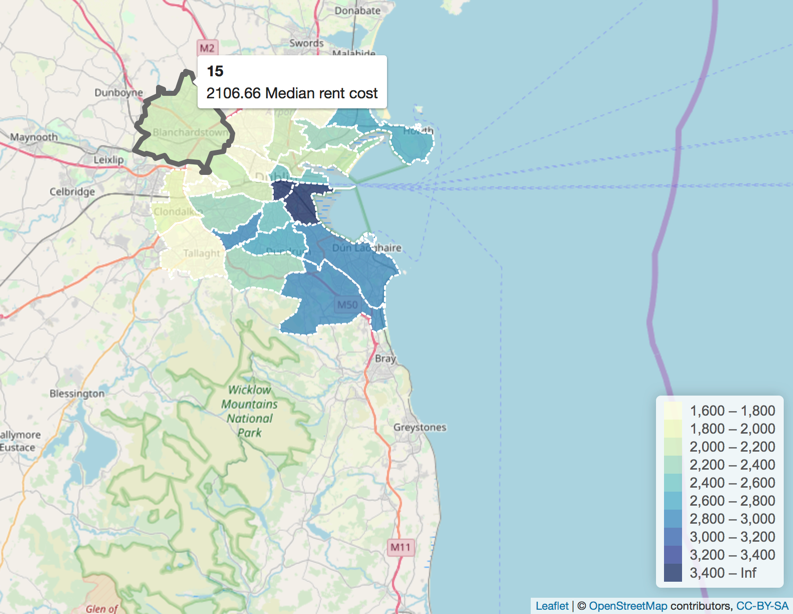 Donabate
M2
Swords
Malahide
15
2106.66 Median rent cost
Dunboyne
Blanchardstown
Howth
Maynooth
Leixlip
Celbridge
Clondalkin
Tallaght
Dún Laoghaire
M50
Bray
Blessington
Wicklow
Mountains
National
Park
Greystones
allymore
Eustace
M11
Glen of
1,600 – 1,800
1,800 – 2,000
2,000 – 2,200
2,200 – 2,400
2,400 – 2,600
2,600 – 2,800
2,800 – 3,000
3,000 – 3,200
3,200 – 3,400
3,400 – Inf
Leaflet | © OpenStreetMap contributors, CC-BY-SA